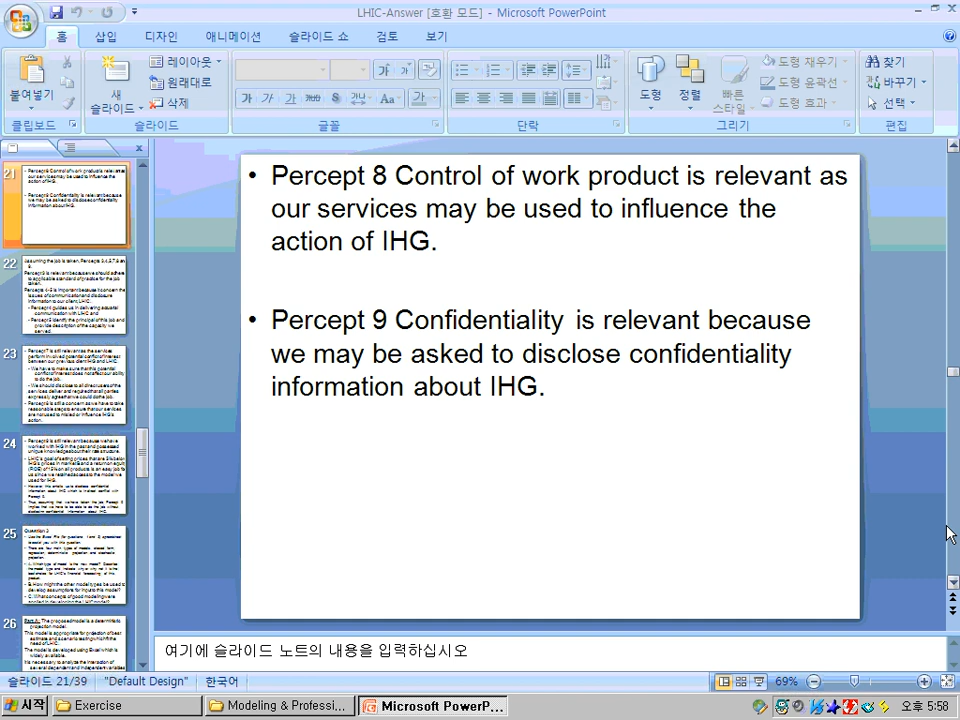 LHIC-Answer [호환 모드] - Microsoft PowerPoint
홈 삽입 디자인 애니메이션 슬라이드 쇼 검토 보기
붙여넣기
클립보드
새
슬라이드
레이아웃
원래대로
삭제
슬라이드
글꼴
단락
도형
정렬
빠른
스타일
도형 채우기
도형 윤곽선
도형 효과
그리기
찾기
바꾸기
선택
편집
21
22
23
24
25
26
• Percept 8 Control of work product is relevant as
our services may be used to influence the
action of IHG.
• Percept 9 Confidentiality is relevant because
we may be asked to disclose confidentiality
information about IHG.
여기에 슬라이드 노트의 내용을 입력하십시오
슬라이드 21/39 "Default Design" 한국어 69%
시작 Exercise Modeling & Professi... Microsoft PowerP... 오후 5:58